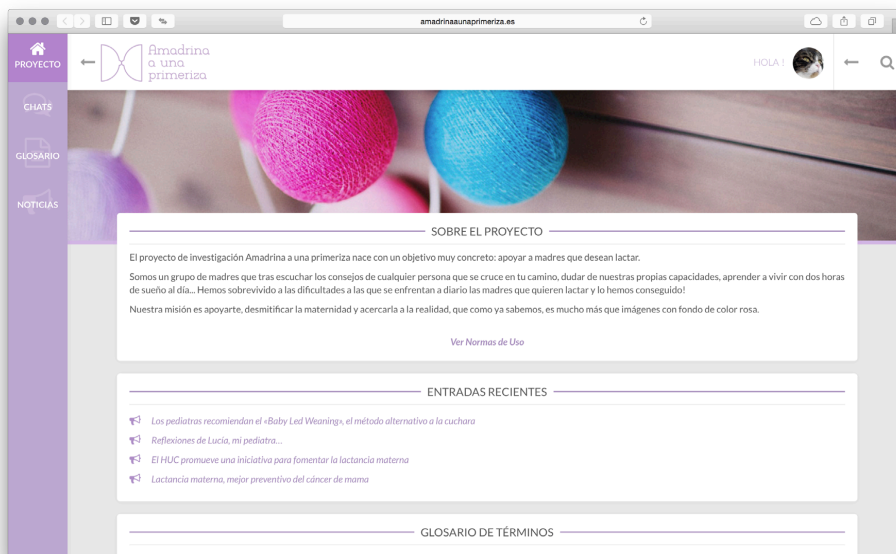 amadrinaaunaprimeriza.es
PROYECTO
CHATS
GLOSARIO
NOTICIAS
Amadrina
a una
primeriza
HOLA !
SOBRE EL PROYECTO
El proyecto de investigación Amadrina a una primeriza nace con un objetivo muy concreto: apoyar a madres que desean lactar.
Somos un grupo de madres que tras escuchar los consejos de cualquier persona que se cruce en tu camino, dudar de nuestras propias capacidades, aprender a vivir con dos horas
de sueño al día... Hemos sobrevivido a las dificultades a las que se enfrentan a diario las madres que quieren lactar y lo hemos conseguido!
Nuestra misión es apoyarte, desmitificar la maternidad y acercarla a la realidad, que como ya sabemos, es mucho más que imágenes con fondo de color rosa.
Ver Normas de Uso
ENTRADAS RECIENTES
Los pediatras recomiendan el «Baby Led Weaning», el método alternativo a la cuchara
Reflexiones de Lucía, mi pediatra...
El HUC promueve una iniciativa para fomentar la lactancia materna
Lactancia materna, mejor preventivo del cáncer de mama
GLOSARIO DE TÉRMINOS